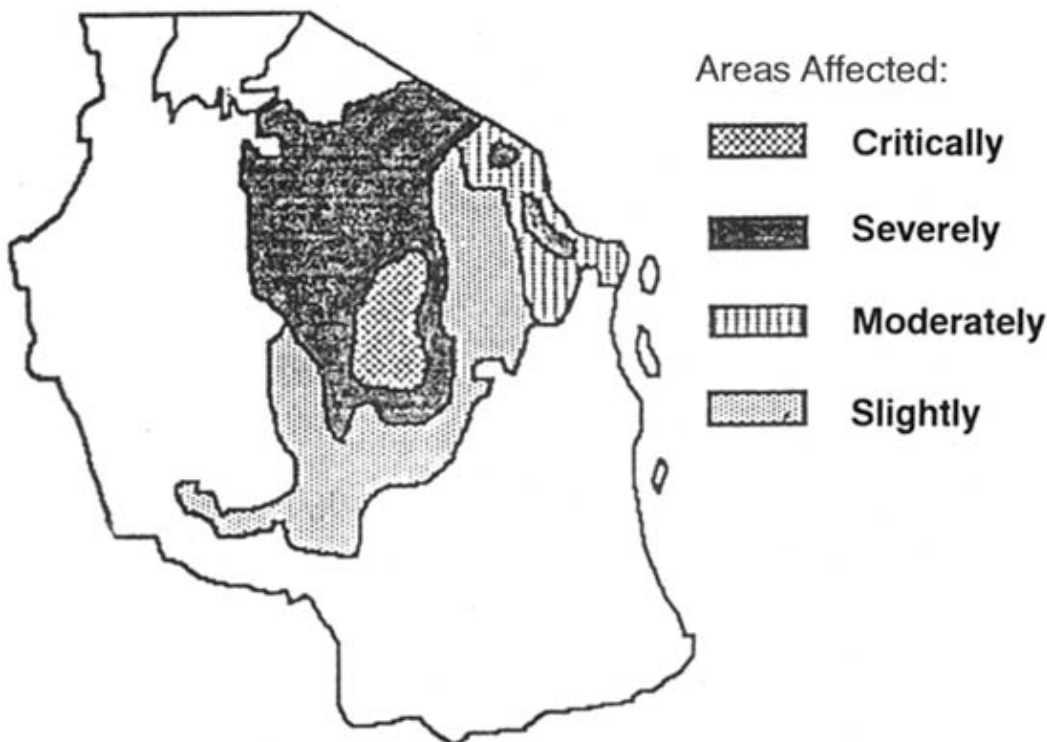 Areas Affected:
Critically
Severely
Moderately
Slightly